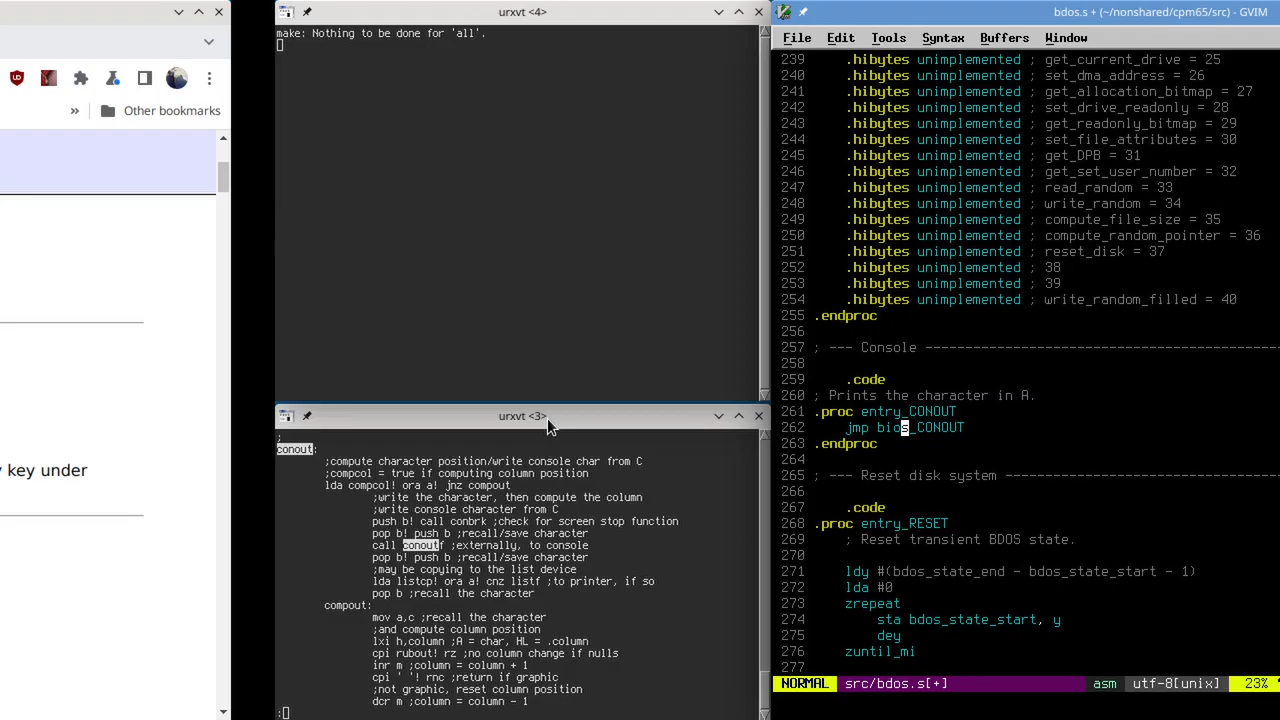 Other bookmarks
key under
urxvt <4>
make: Nothing to be done for 'all'.
urxvt <3>
;
conout:
;compute character position/write console char from C
;compcol = true if computing column position
lda compcol! ora a! jnz compout
;write the character, then compute the column
;write console character from C
push b! call conbrk ;check for screen stop function
pop b! push b ;recall/save character
call conoutf ;externally, to console
pop b! push b ;recall/save character
;may be copying to the list device
lda listcp! ora a! cnz listf ;to printer, if so
pop b ;recall the character
compout:
mov a,c ;recall the character
;and compute column position
lxi h,column ;A = char, HL = .column
cpi rubout! rz ;no column change if nulls
inr m ;column = column + 1
cpi ' '! rnc ;return if graphic
;not graphic, reset column position
dcr m ;column = column - 1
:
bdos.s + (~/nonshared/cpm65/src) - GVIM
File Edit Tools Syntax Buffers Window
239 .hibytes unimplemented ; get_current_drive = 25
240 .hibytes unimplemented ; set_dma_address = 26
241 .hibytes unimplemented ; get_allocation_bitmap = 27
242 .hibytes unimplemented ; set_drive_readonly = 28
243 .hibytes unimplemented ; get_readonly_bitmap = 29
244 .hibytes unimplemented ; set_file_attributes = 30
245 .hibytes unimplemented ; get_DPB = 31
246 .hibytes unimplemented ; get_set_user_number = 32
247 .hibytes unimplemented ; read_random = 33
248 .hibytes unimplemented ; write_random = 34
249 .hibytes unimplemented ; compute_file_size = 35
250 .hibytes unimplemented ; compute_random_pointer = 36
251 .hibytes unimplemented ; reset_disk = 37
252 .hibytes unimplemented ; 38
253 .hibytes unimplemented ; 39
254 .hibytes unimplemented ; write_random_filled = 40
255 .endproc
256
257 ; --- Console --------------------------------------------
258
259 .code
260 ; Prints the character in A.
261 .proc entry_CONOUT
262 jmp bios_CONOUT
263 .endproc
264
265 ; --- Reset disk system ----------------------------------
266
267 .code
268 .proc entry_RESET
269 ; Reset transient BDOS state.
270
271 ldy #(bdos_state_end - bdos_state_start - 1)
272 lda #0
273 zrepeat
274 sta bdos_state_start, y
275 dey
276 zuntil_mi
277
NORMAL src/bdos.s[+] asm utf-8[unix] 23%